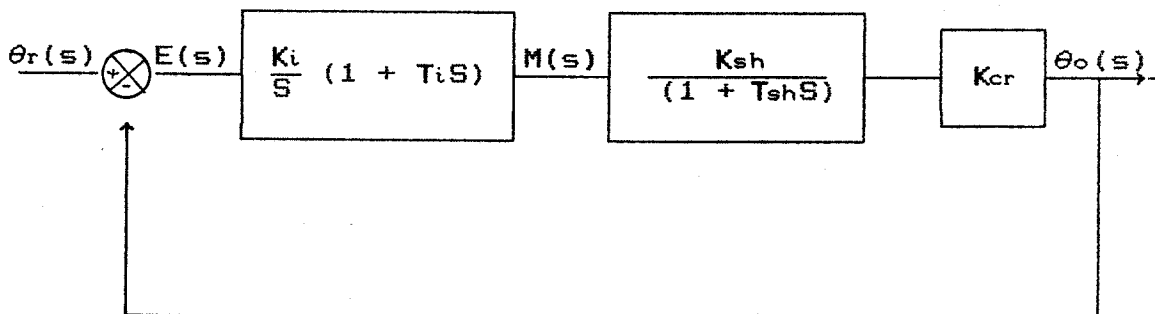 θr(s)
+
-
E(s)
Ki
S
(1 + TiS)
M(s)
Ksh
(1 + TshS)
Kcr
θo(s)